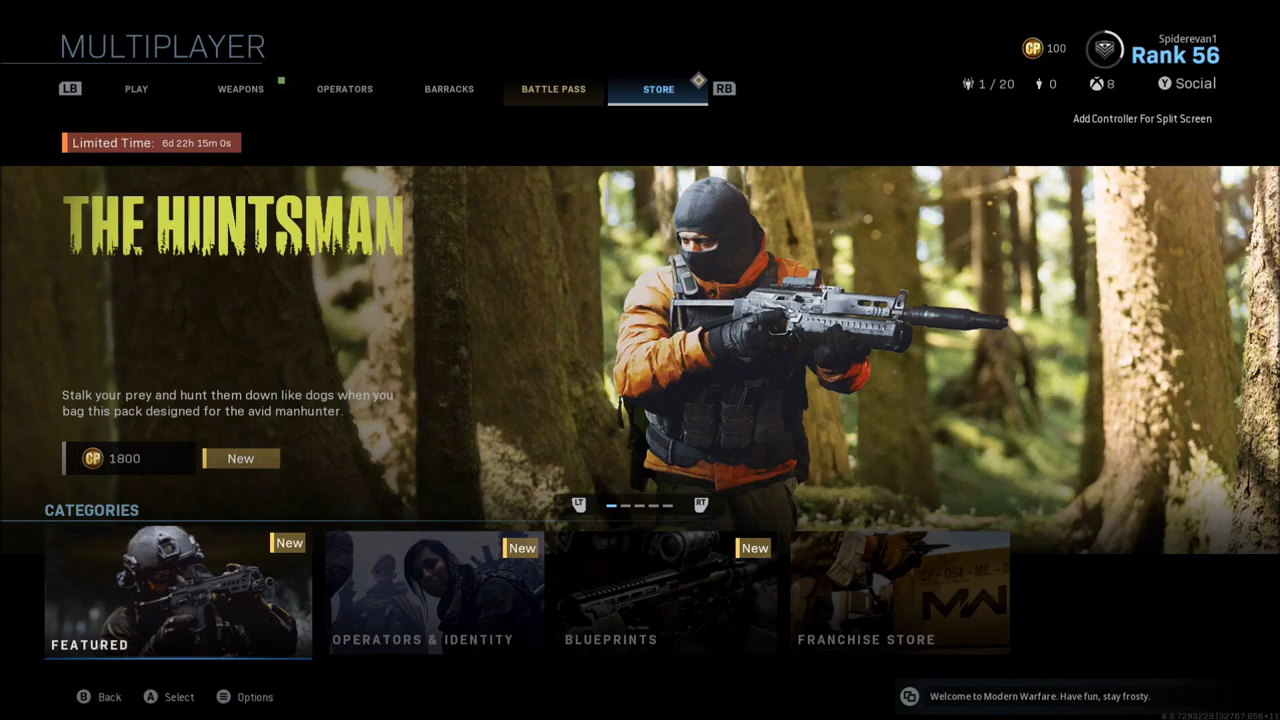 MULTIPLAYER
CP 100
Spiderevan1
Rank 56
LB PLAY WEAPONS OPERATORS BARRACKS BATTLE PASS STORE RB
1 / 20 0 8 Y Social
Add Controller For Split Screen
Limited Time: 6d 22h 15m 0s
THE HUNTSMAN
Stalk your prey and hunt them down like dogs when you
bag this pack designed for the avid manhunter.
CP 1800 New
LT RT
CATEGORIES
New New New
CP-054-MIL-IS
MW
FEATURED OPERATORS & IDENTITY BLUEPRINTS FRANCHISE STORE
B Back A Select Options
Welcome to Modern Warfare. Have fun, stay frosty.